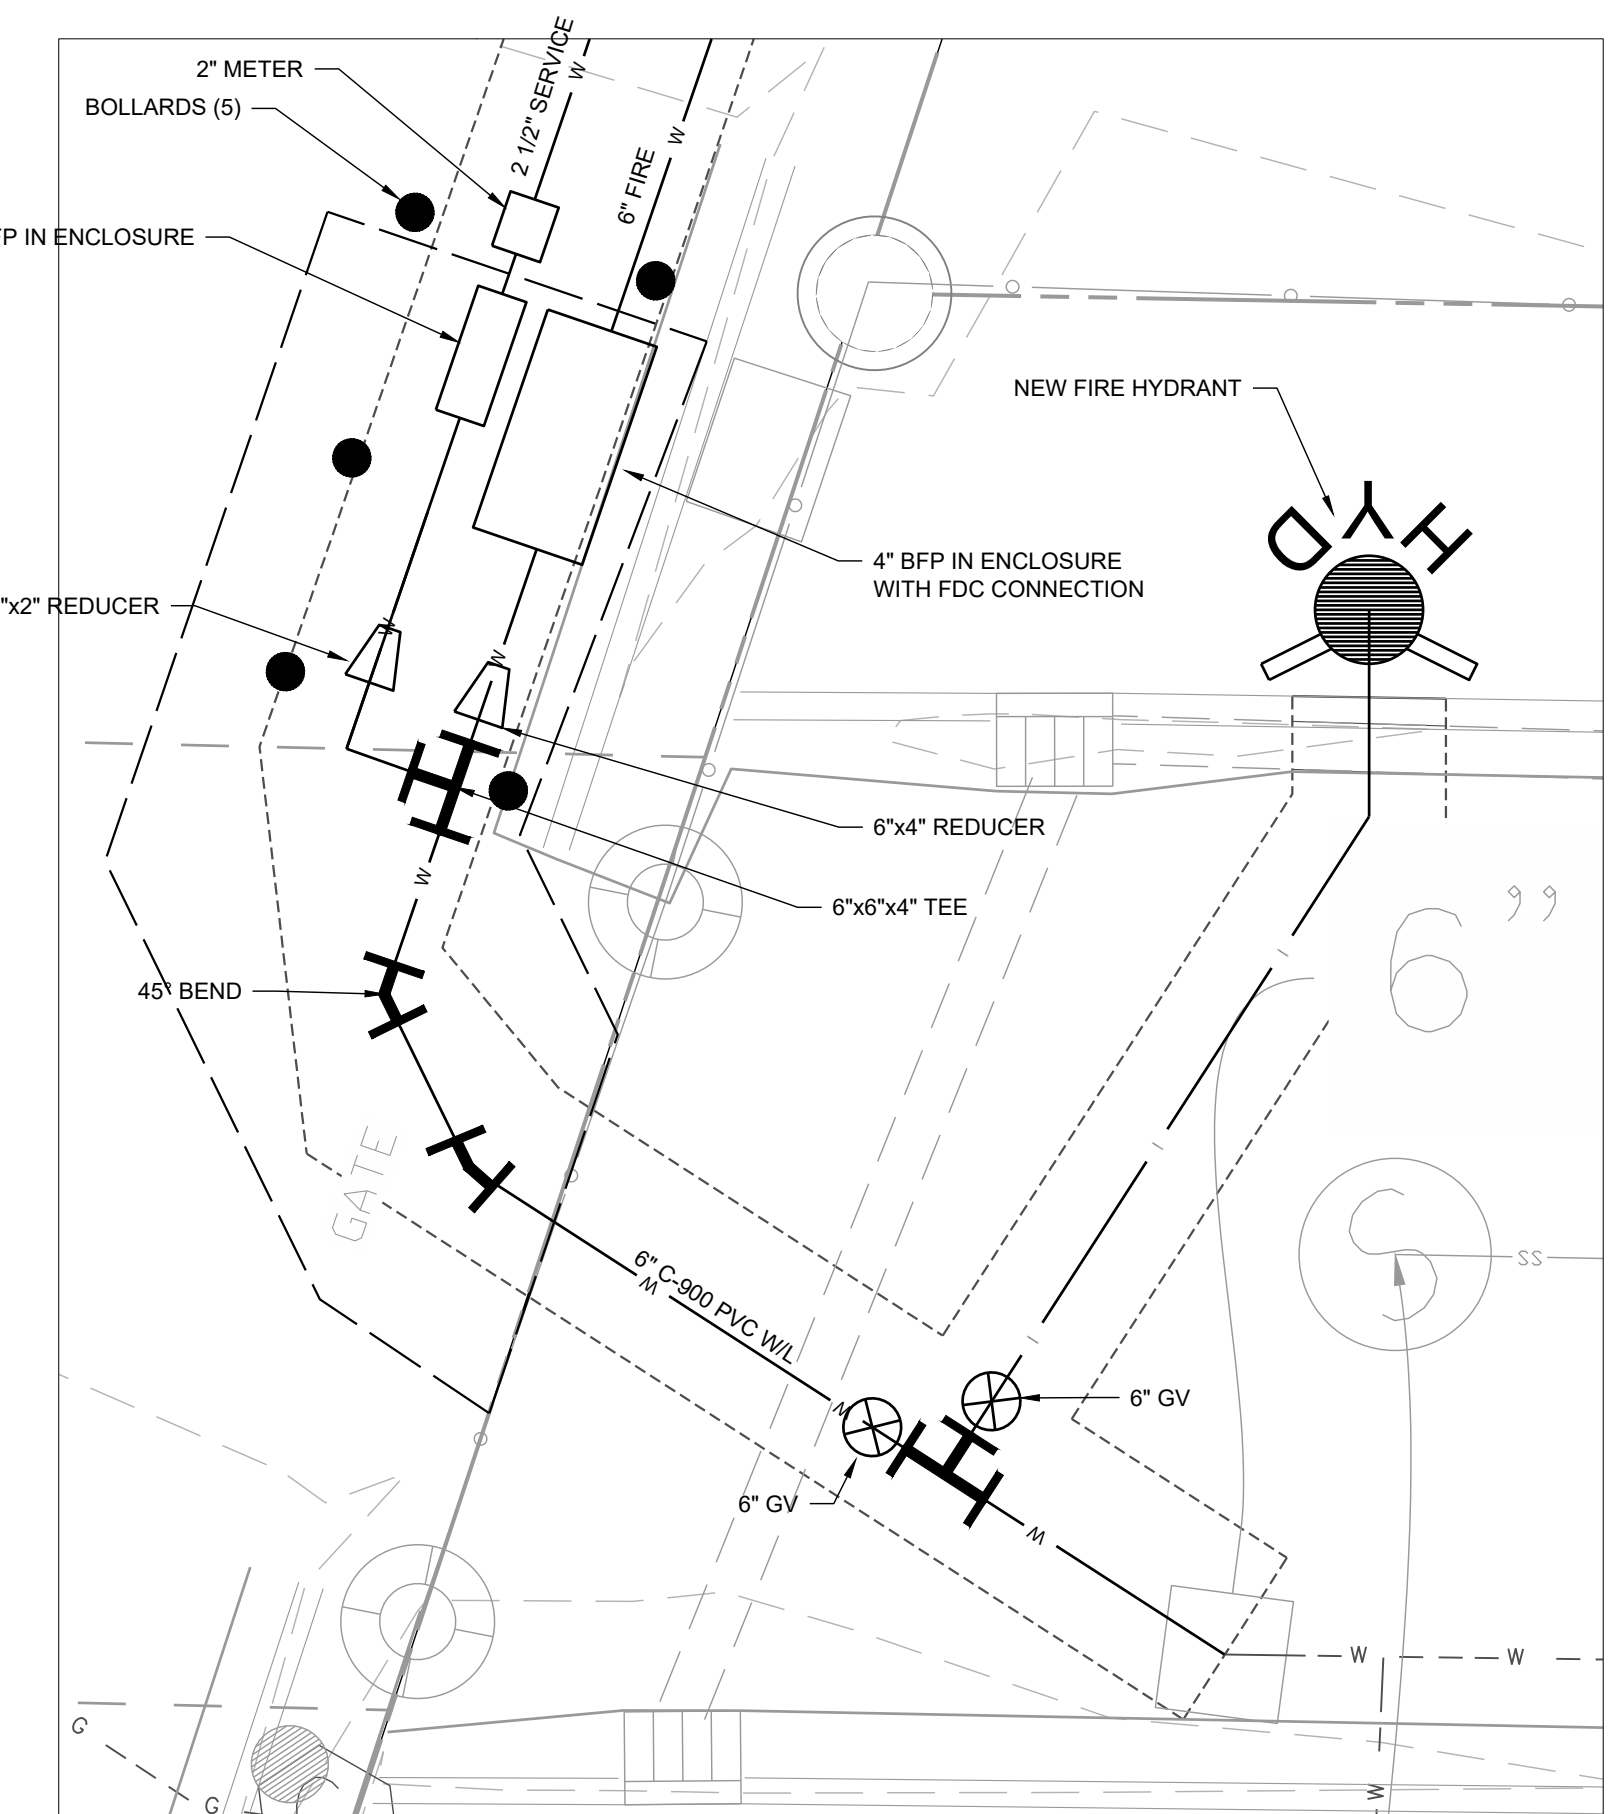 2 1/2" SERVICE
W
2" METER
BOLLARDS (5)
6" FIRE
W
FP IN ENCLOSURE
NEW FIRE HYDRANT
HYD
4" BFP IN ENCLOSURE
WITH FDC CONNECTION
"x2" REDUCER
W
W
6"x4" REDUCER
W
6"x6"x4" TEE
6"
45° BEND
GATE
S
SS
6" C-900 PVC W/L
W
W
6" GV
6" GV
W
W
W
G
W
G